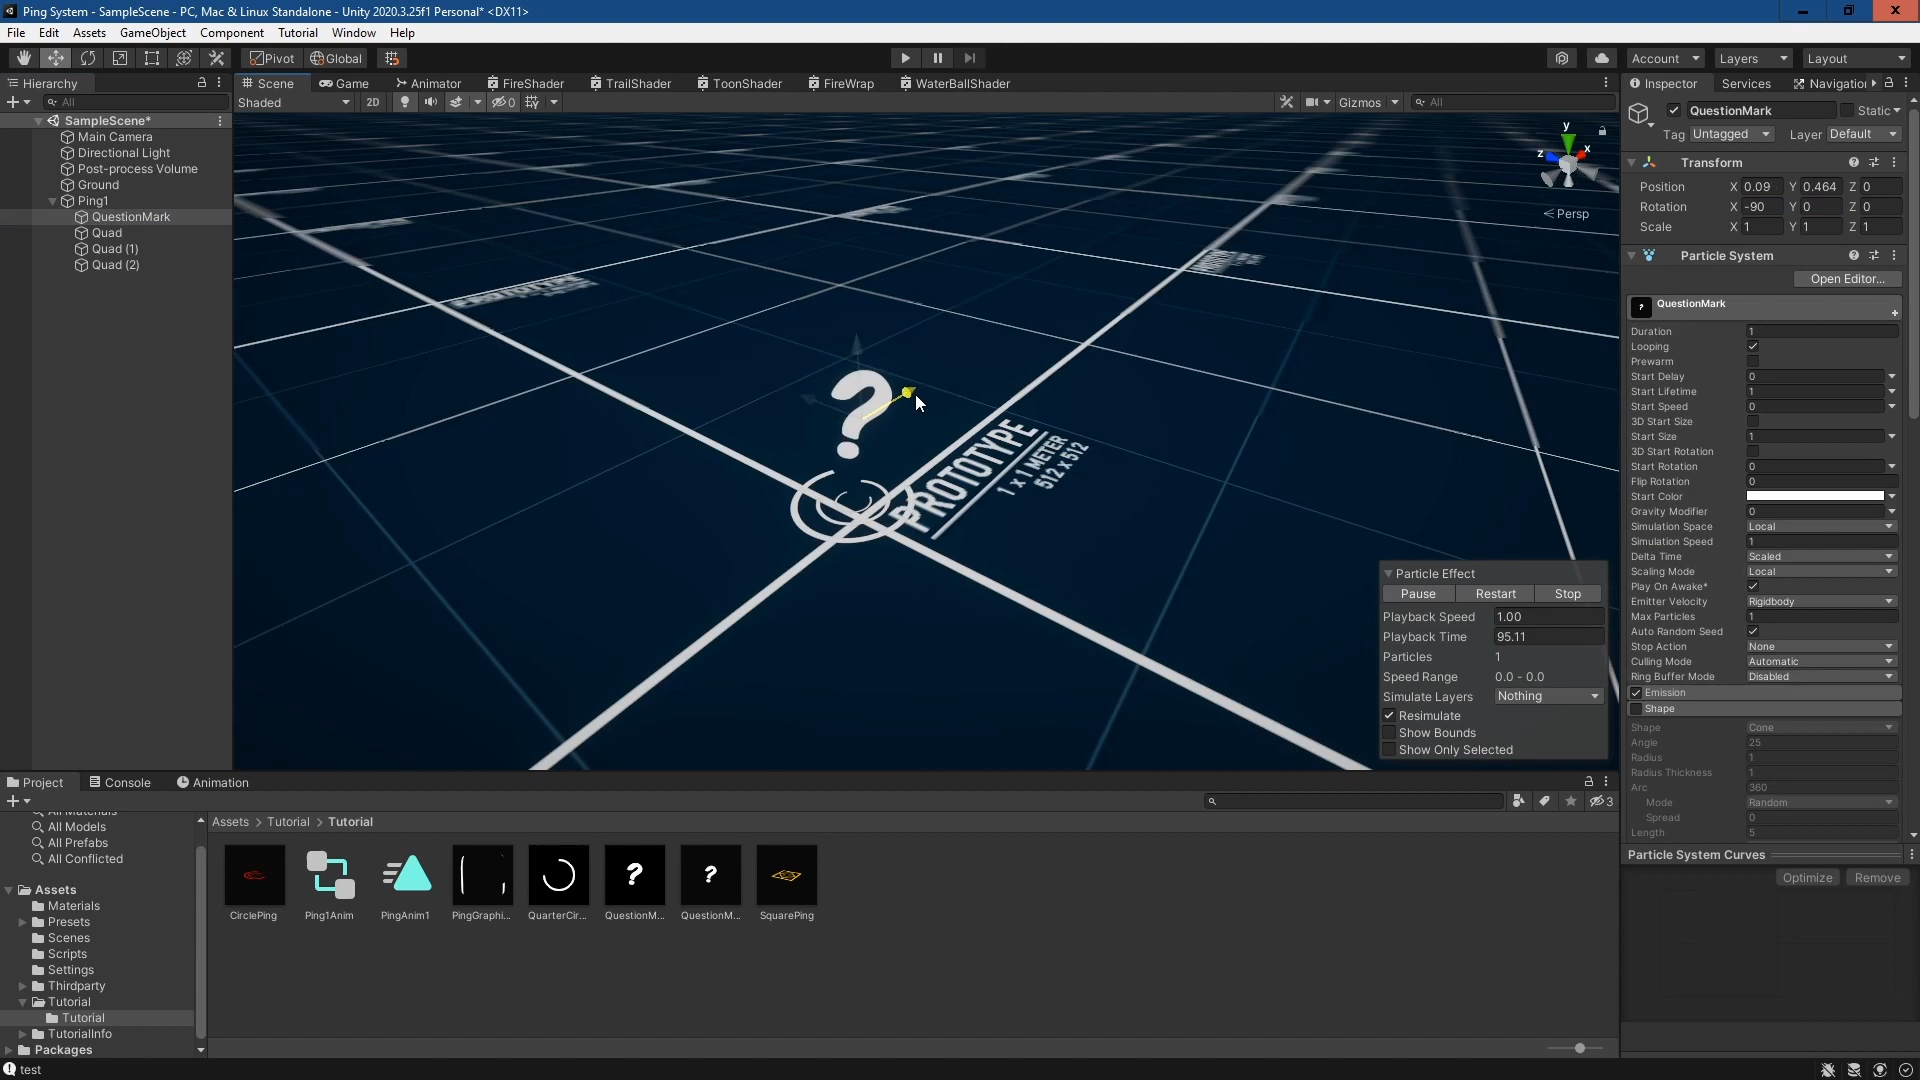 Ping System - SampleScene - PC, Mac & Linux Standalone - Unity 2020.3.25f1 Personal* <DX11>
File Edit Assets GameObject Component Tutorial Window Help
Pivot Global Account Layers Layout
Hierarchy Scene Game Animator FireShader TrailShader ToonShader FireWrap WaterBallShader Inspector Services Navigation
All Shaded 2D 0 Gizmos All
SampleScene*
Main Camera
Directional Light
Post-process Volume
Ground
Ping1
QuestionMark
Quad
Quad (1)
Quad (2)
y
z x
< Persp
?
PROTOTYPE
1 x 1 METER
512 x 512
PROTOTYPE
Particle Effect
Pause Restart Stop
Playback Speed 1.00
Playback Time 95.11
Particles 1
Speed Range 0.0 - 0.0
Simulate Layers Nothing
Resimulate
Show Bounds
Show Only Selected
QuestionMark Static
Tag Untagged Layer Default
Transform
Position X 0.09 Y 0.464 Z 0
Rotation X -90 Y 0 Z 0
Scale X 1 Y 1 Z 1
Particle System
Open Editor...
QuestionMark
Duration 1
Looping
Prewarm
Start Delay 0
Start Lifetime 1
Start Speed 0
3D Start Size
Start Size 1
3D Start Rotation
Start Rotation 0
Flip Rotation 0
Start Color
Gravity Modifier 0
Simulation Space Local
Simulation Speed 1
Delta Time Scaled
Scaling Mode Local
Play On Awake*
Emitter Velocity Rigidbody
Max Particles 1
Auto Random Seed
Stop Action None
Culling Mode Automatic
Ring Buffer Mode Disabled
Emission
Shape
Shape Cone
Angle 25
Radius 1
Radius Thickness 1
Arc 360
Mode Random
Spread 0
Length 5
Particle System Curves
Optimize Remove
Project Console Animation
3
All Materials
All Models
All Prefabs
All Conflicted
Assets
Materials
Presets
Scenes
Scripts
Settings
Thirdparty
Tutorial
Tutorial
TutorialInfo
Packages
Assets > Tutorial > Tutorial
CirclePing Ping1Anim PingAnim1 PingGraphi... QuarterCir... QuestionM... QuestionM... SquarePing
test